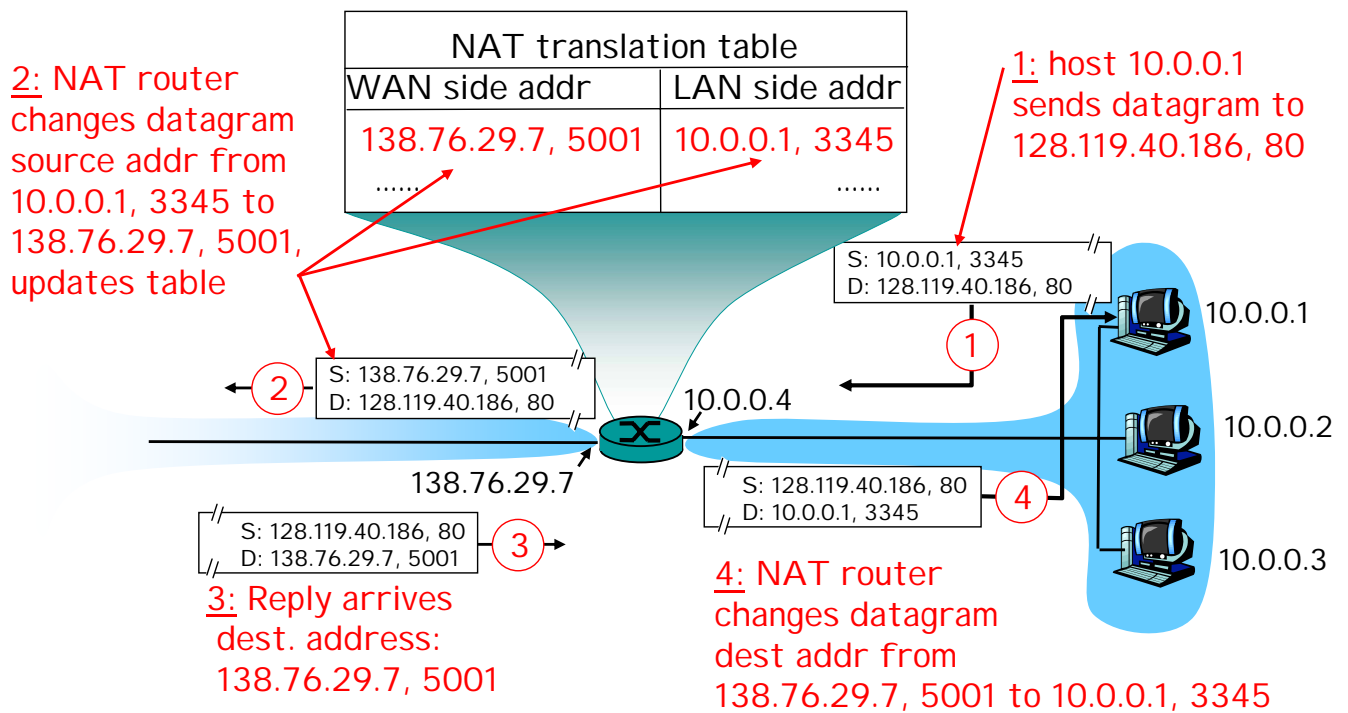 NAT translation table
WAN side addr
LAN side addr
138.76.29.7, 5001
10.0.0.1, 3345
......
......
2: NAT router
changes datagram
source addr from
10.0.0.1, 3345 to
138.76.29.7, 5001,
updates table
1: host 10.0.0.1
sends datagram to
128.119.40.186, 80
S: 10.0.0.1, 3345
D: 128.119.40.186, 80
1
10.0.0.1
2
S: 138.76.29.7, 5001
D: 128.119.40.186, 80
10.0.0.4
10.0.0.2
138.76.29.7
S: 128.119.40.186, 80
D: 10.0.0.1, 3345
4
S: 128.119.40.186, 80
D: 138.76.29.7, 5001
3
10.0.0.3
3: Reply arrives
dest. address:
138.76.29.7, 5001
4: NAT router
changes datagram
dest addr from
138.76.29.7, 5001 to 10.0.0.1, 3345